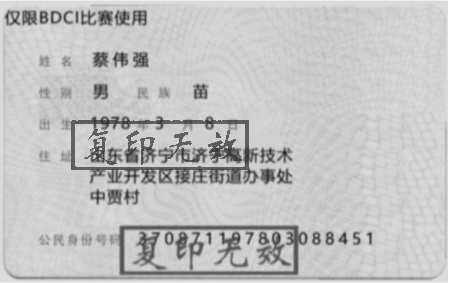 仅限BDCI比赛使用
姓名 蔡伟强
性别 男 民族 苗
出生 1978 年 3 月 8 日
复印无效
住址 山东省济宁市济宁高新技术
产业开发区接庄街道办事处
中贾村
公民身份号码 370871197803088451
复印无效